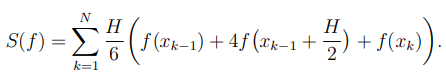 $S(f) = \sum_{k=1}^{N} \frac{H}{6} \left( f(x_{k-1}) + 4f\left(x_{k-1} + \frac{H}{2}\right) + f(x_k) \right).$